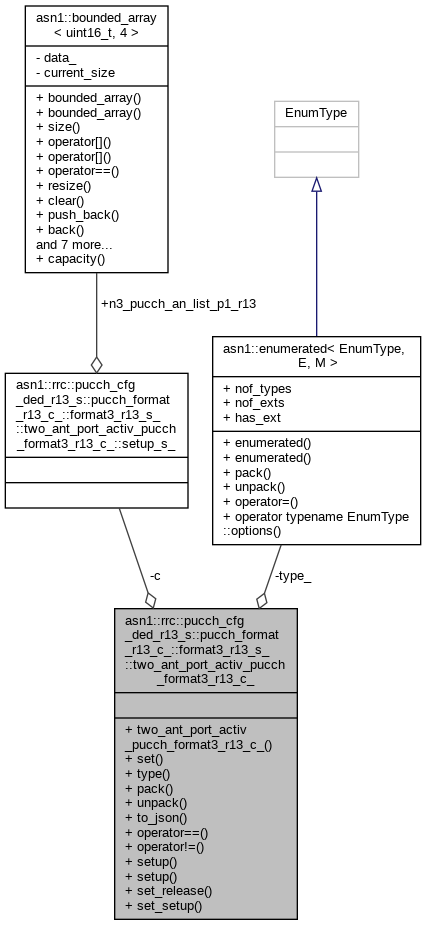 asn1::bounded_array
< uint16_t, 4 >
- data_
- current_size
+ bounded_array()
+ bounded_array()
+ size()
+ operator[]()
+ operator[]()
+ operator==()
+ resize()
+ clear()
+ push_back()
+ back()
and 7 more...
+ capacity()
EnumType
+n3_pucch_an_list_p1_r13
asn1::rrc::pucch_cfg
_ded_r13_s::pucch_format
_r13_c_::format3_r13_s_
::two_ant_port_activ_pucch
_format3_r13_c_::setup_s_
asn1::enumerated< EnumType,
E, M >
+ nof_types
+ nof_exts
+ has_ext
+ enumerated()
+ enumerated()
+ pack()
+ unpack()
+ operator=()
+ operator typename EnumType
::options()
-c
-type_
asn1::rrc::pucch_cfg
_ded_r13_s::pucch_format
_r13_c_::format3_r13_s_
::two_ant_port_activ_pucch
_format3_r13_c_
+ two_ant_port_activ
_pucch_format3_r13_c_()
+ set()
+ type()
+ pack()
+ unpack()
+ to_json()
+ operator==()
+ operator!=()
+ setup()
+ setup()
+ set_release()
+ set_setup()